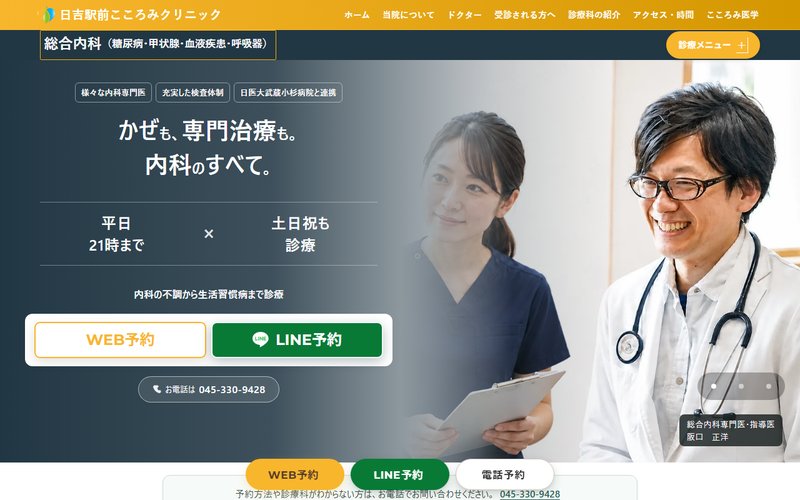 日吉駅前こころみクリニック
ホーム 当院について ドクター 受診される方へ 診療科の紹介 アクセス・時間 こころみ医学
総合内科（糖尿病・甲状腺・血液疾患・呼吸器）
診療メニュー
様々な内科専門医 充実した検査体制 日医大武蔵小杉病院と連携
かぜも、専門治療も。
内科のすべて。
平日
21時まで
×
土日祝も
診療
内科の不調から生活習慣病まで診療
WEB予約
LINE LINE予約
お電話は 045-330-9428
総合内科専門医・指導医
阪口 正洋
WEB予約 LINE予約 電話予約
予約方法や診療科がわからない方は、お電話でお問い合わせください。 045-330-9428